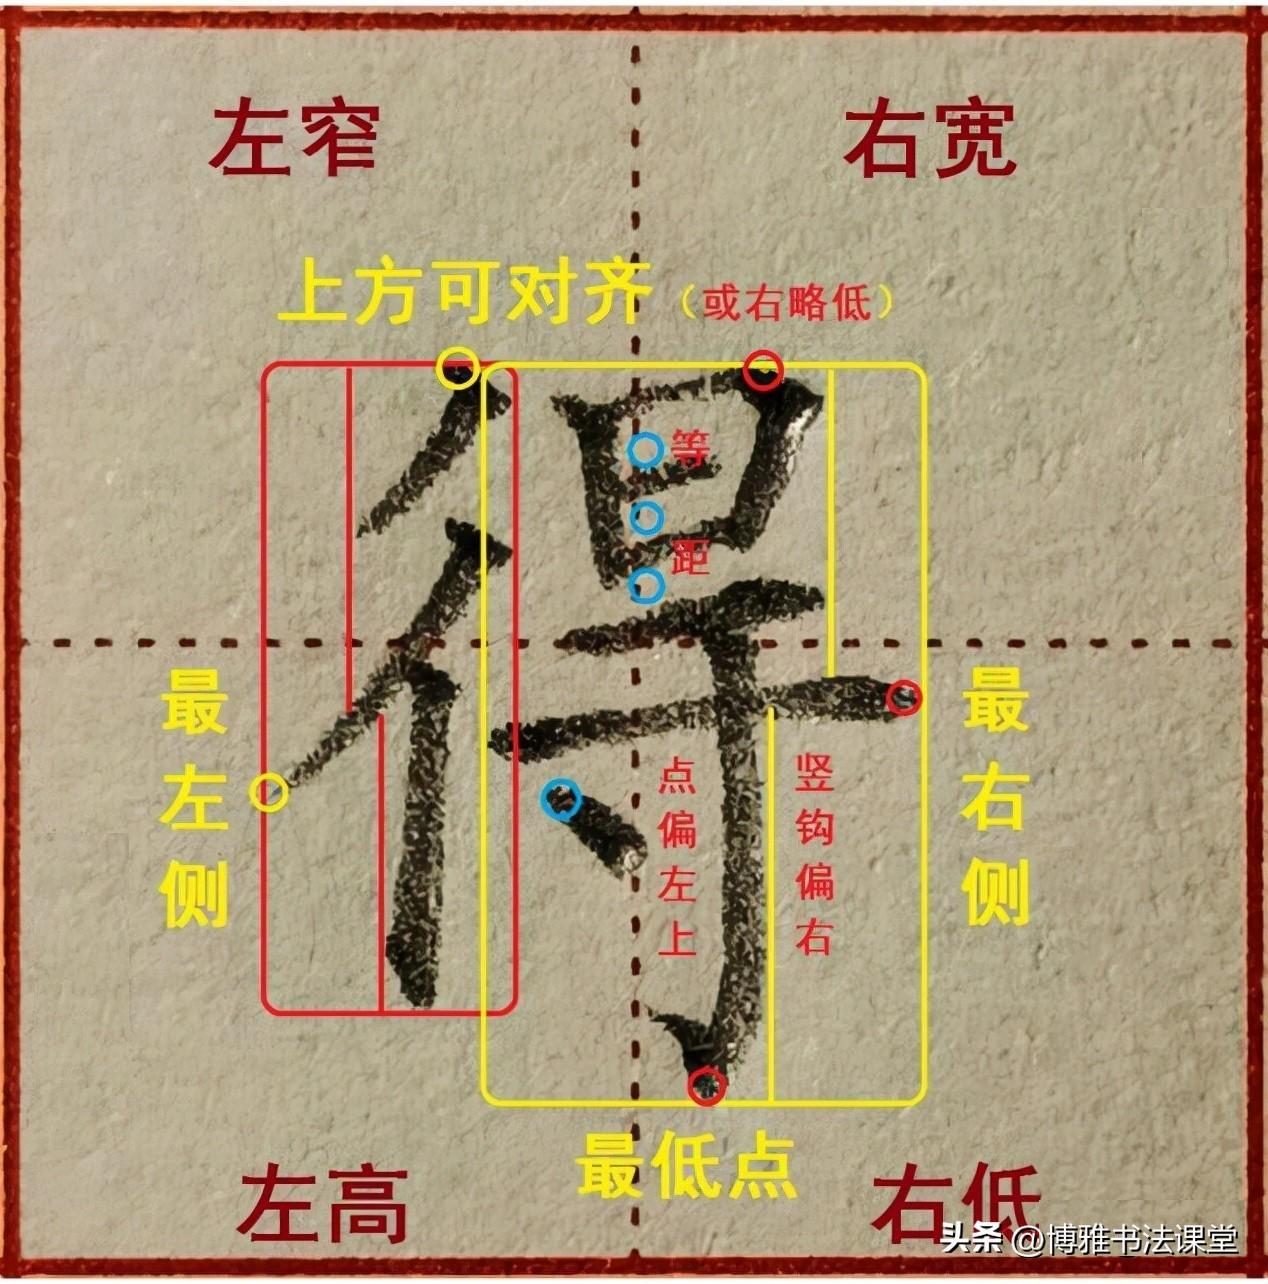 左窄
右宽
上方可对齐（或右略低）
得
等
距
最左侧
最右侧
点偏左上
竖钩偏右
最低点
左高
右低
头条 @博雅书法课堂